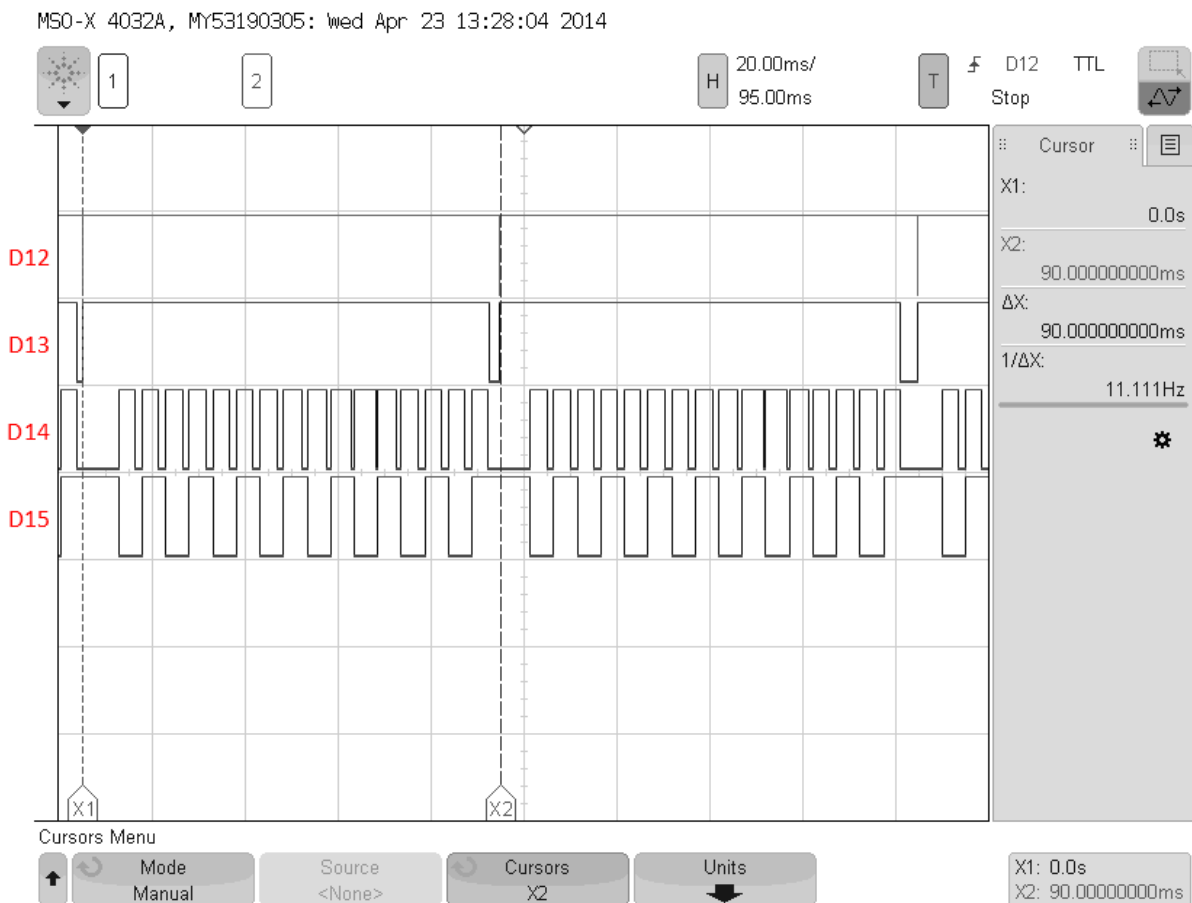 MSO-X 4032A, MY53190305: Wed Apr 23 13:28:04 2014
1
2
H
20.00ms/
95.00ms
T
D12
TTL
Stop
Cursor
X1:
0.0s
X2:
90.000000000ms
ΔX:
90.000000000ms
1/ΔX:
11.111Hz
D12
D13
D14
D15
X1
X2
Cursors Menu
Mode
Manual
Source
<None>
Cursors
X2
Units
X1: 0.0s
X2: 90.00000000ms